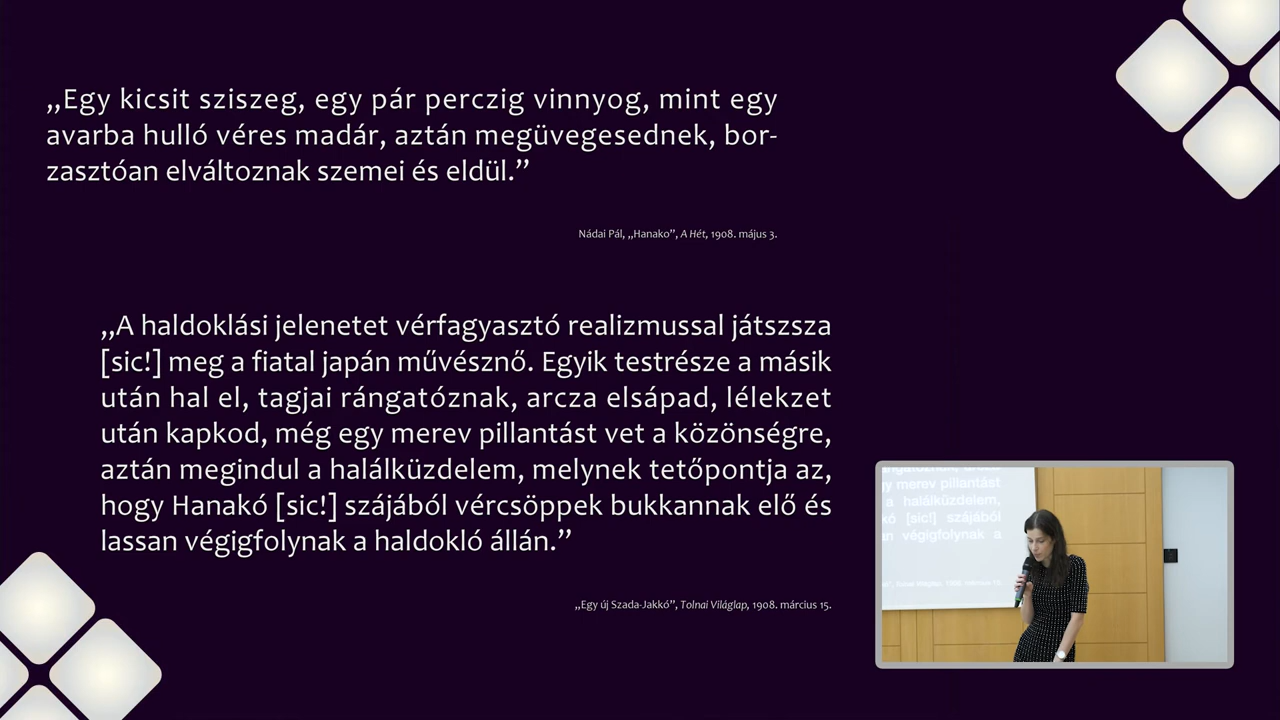 „Egy kicsit sziszeg, egy pár perczig vinnyog, mint egy
avarba hulló véres madár, aztán megüvegesednek, bor-
zasztóan elváltoznak szemei és eldül.”
Nádai Pál, „Hanako”, A Hét, 1908. május 3.
„A haldoklási jelenetet vérfagyasztó realizmussal játszsza
[sic!] meg a fiatal japán művésznő. Egyik testrésze a másik
után hal el, tagjai rángatóznak, arcza elsápad, lélekzet
után kapkod, még egy merev pillantást vet a közönségre,
aztán megindul a halálküzdelem, melynek tetőpontja az,
hogy Hanakó [sic!] szájából vércsöppek bukkannak elő és
lassan végigfolynak a haldokló állán.”
„Egy új Szada-Jakkó”, Tolnai Világlap, 1908. március 15.
merev pillantást
a halálküzdelem,
[sic!] szájából
végigfolynak a